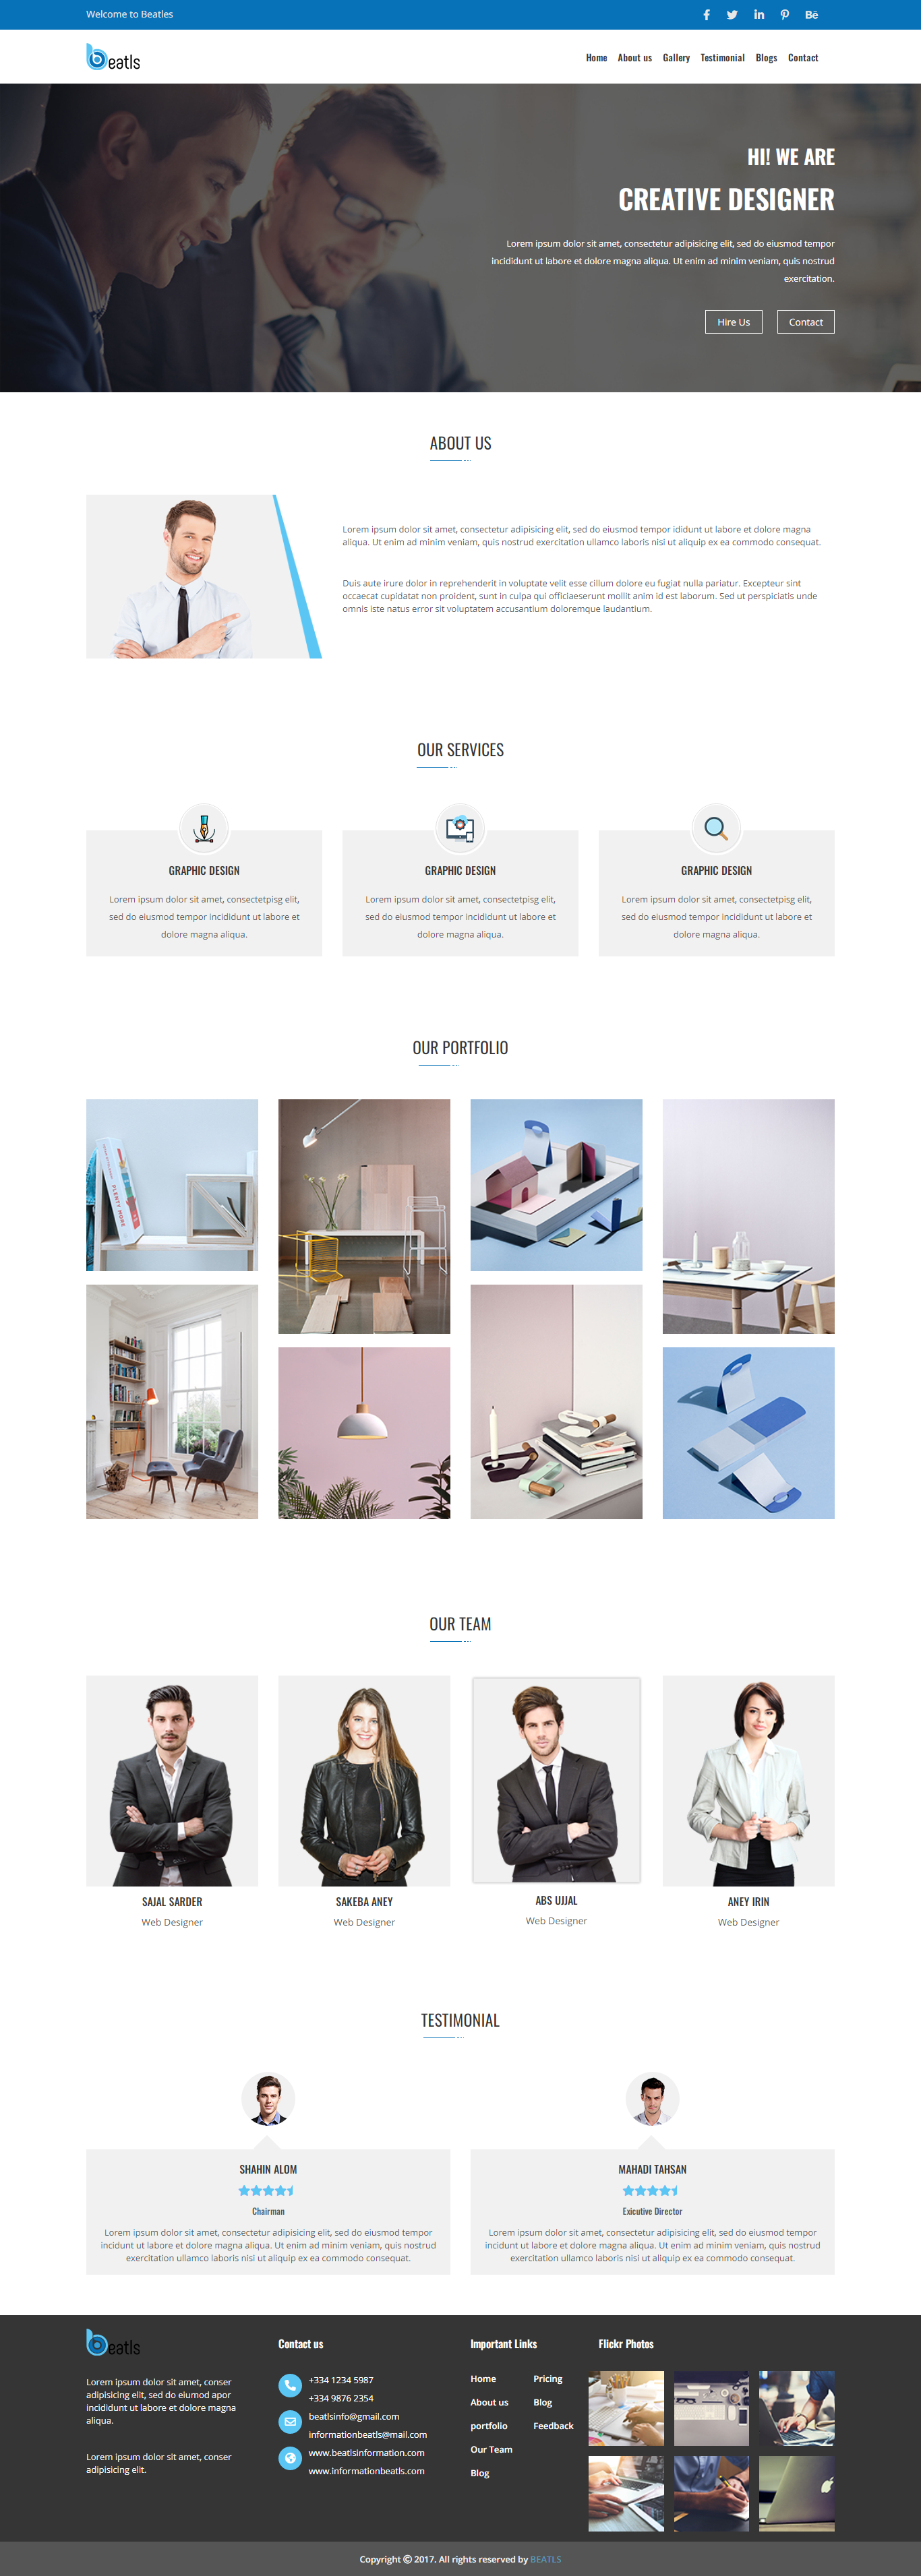 Welcome to Beatles
Bē
beatls
Home About us Gallery Testimonial Blogs Contact
HI! WE ARE
CREATIVE DESIGNER
Lorem ipsum dolor sit amet, consectetur adipisicing elit, sed do eiusmod tempor
incididunt ut labore et dolore magna aliqua. Ut enim ad minim veniam, quis nostrud
exercitation.
Hire Us Contact
ABOUT US
Lorem ipsum dolor sit amet, consectetur adipisicing elit, sed do eiusmod tempor ididunt ut labore et dolore magna
aliqua. Ut enim ad minim veniam, quis nostrud exercitation ullamco laboris nisi ut aliquip ex ea commodo consequat.
Duis aute irure dolor in reprehenderit in voluptate velit esse cillum dolore eu fugiat nulla pariatur. Excepteur sint
occaecat cupidatat non proident, sunt in culpa qui officiaeserunt mollit anim id est laborum. Sed ut perspiciatis unde
omnis iste natus error sit voluptatem accusantium doloremque laudantium.
OUR SERVICES
GRAPHIC DESIGN
Lorem ipsum dolor sit amet, consectetpisg elit,
sed do eiusmod tempor incididunt ut labore et
dolore magna aliqua.
GRAPHIC DESIGN
Lorem ipsum dolor sit amet, consectetpisg elit,
sed do eiusmod tempor incididunt ut labore et
dolore magna aliqua.
GRAPHIC DESIGN
Lorem ipsum dolor sit amet, consectetpisg elit,
sed do eiusmod tempor incididunt ut labore et
dolore magna aliqua.
OUR PORTFOLIO
PLENTY MORE
OUR TEAM
SAJAL SARDER
Web Designer
SAKEBA ANEY
Web Designer
ABS UJJAL
Web Designer
ANEY IRIN
Web Designer
TESTIMONIAL
SHAHIN ALOM
Chairman
Lorem ipsum dolor sit amet, consectetur adipisicing elit, sed do eiusmod tempor
incidunt ut labore et dolore magna aliqua. Ut enim ad minim veniam, quis nostrud
exercitation ullamco laboris nisi ut aliquip ex ea commodo consequat.
MAHADI TAHSAN
Exicutive Director
Lorem ipsum dolor sit amet, consectetur adipisicing elit, sed do eiusmod tempor
incidunt ut labore et dolore magna aliqua. Ut enim ad minim veniam, quis nostrud
exercitation ullamco laboris nisi ut aliquip ex ea commodo consequat.
beatls
Lorem ipsum dolor sit amet, conser
adipisicing elit, sed do eiumod apor
incididunt ut labore et dolore magna
aliqua.
Lorem ipsum dolor sit amet, conser
adipisicing elit.
Contact us
+334 1234 5987
+334 9876 2354
beatlsinfo@gmail.com
informationbeatls@mail.com
www.beatlsinformation.com
www.informationbeatls.com
Important Links
Home Pricing
About us Blog
portfolio Feedback
Our Team
Blog
Flickr Photos
Copyright © 2017. All rights reserved by BEATLS